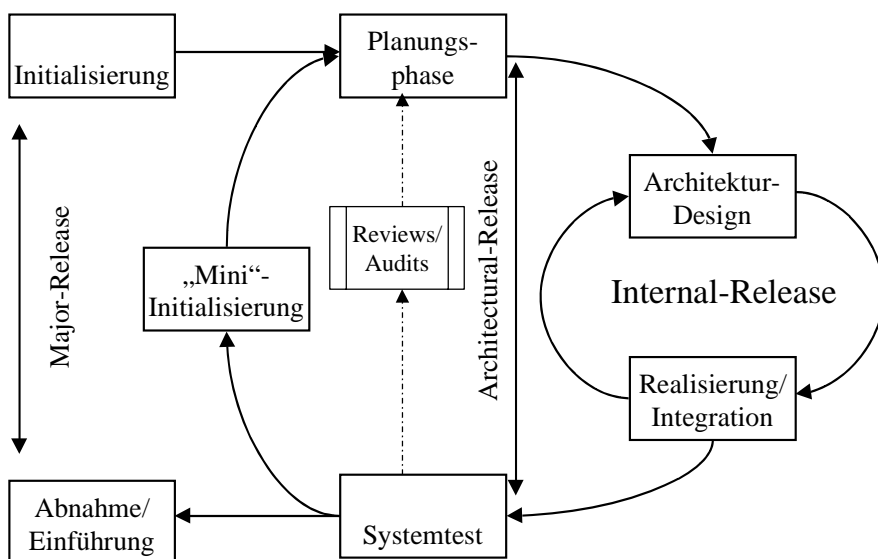 Initialisierung
Planungs-
phase
Major-Release
„Mini“-
Initialisierung
Reviews/
Audits
Architectural-Release
Architektur-
Design
Internal-Release
Realisierung/
Integration
Abnahme/
Einführung
Systemtest